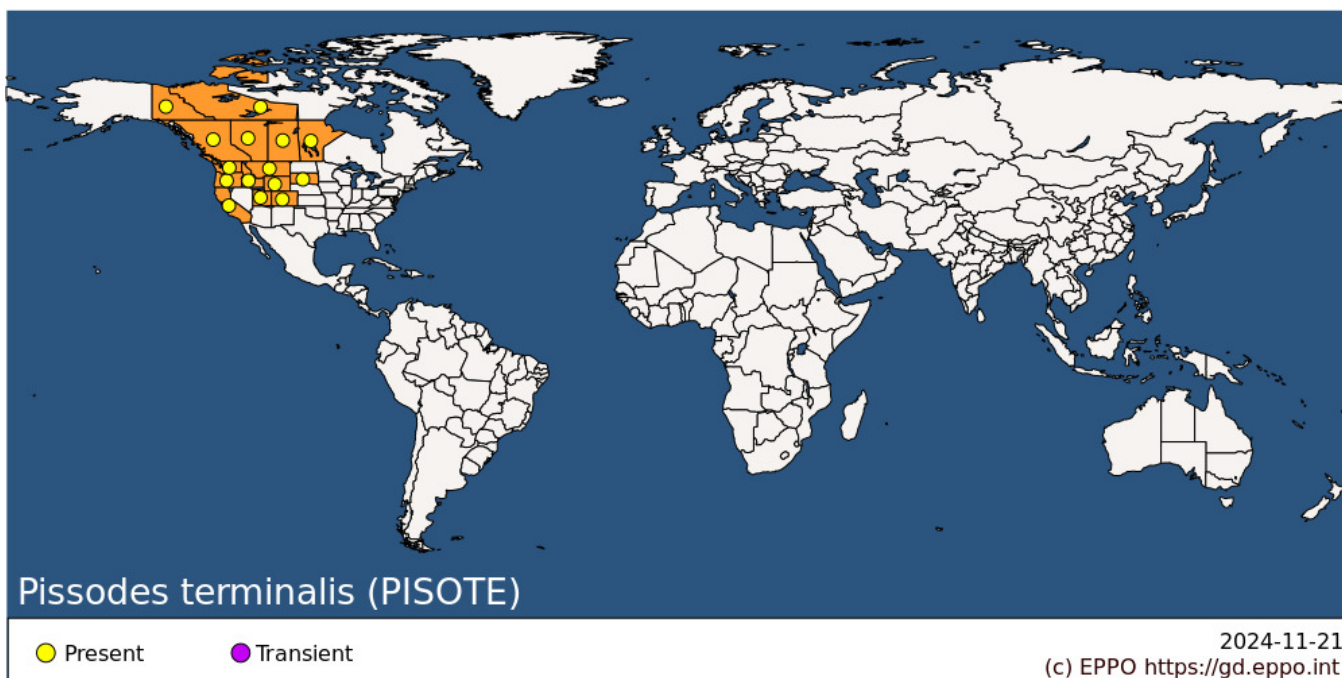 Pissodes terminalis (PISOTE)
Present
Transient
2024-11-21
(c) EPPO https://gd.eppo.int